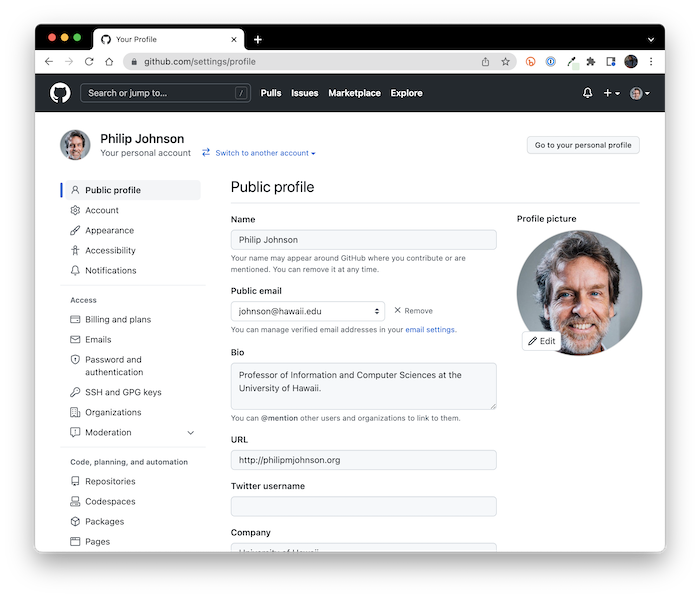 Your Profile
github.com/settings/profile
Search or jump to...
/
Pulls
Issues
Marketplace
Explore
Philip Johnson
Your personal account
Switch to another account
Go to your personal profile
Public profile
Account
Appearance
Accessibility
Notifications
Access
Billing and plans
Emails
Password and
authentication
SSH and GPG keys
Organizations
Moderation
Code, planning, and automation
Repositories
Codespaces
Packages
Pages
Public profile
Name
Philip Johnson
Your name may appear around GitHub where you contribute or are
mentioned. You can remove it at any time.
Public email
johnson@hawaii.edu
Remove
You can manage verified email addresses in your email settings.
Bio
Professor of Information and Computer Sciences at the
University of Hawaii.
You can @mention other users and organizations to link to them.
URL
http://philipmjohnson.org
Twitter username
Company
University of Hawaii
Profile picture
Edit